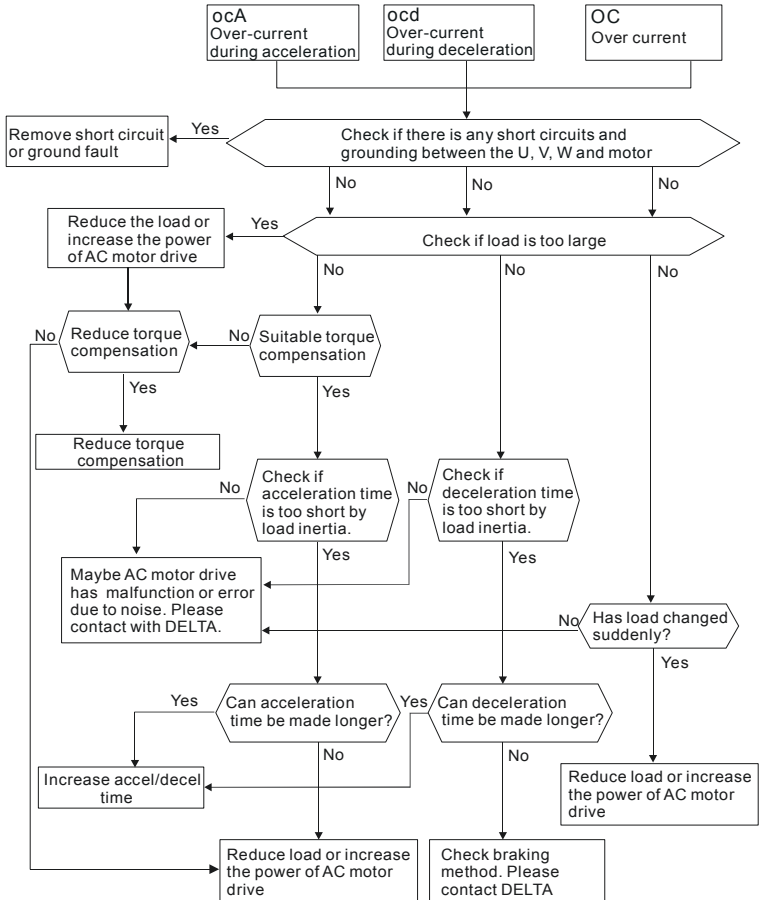 ocA
Over-current
during acceleration
ocd
Over-current
during deceleration
OC
Over current
Remove short circuit
or ground fault
Yes
Check if there is any short circuits and
grounding between the U, V, W and motor
No
No
No
Reduce the load or
increase the power
of AC motor drive
Yes
Check if load is too large
No
No
No
No
Reduce torque
compensation
No
Suitable torque
compensation
Yes
Yes
Reduce torque
compensation
No
Check if
acceleration time
is too short by
load inertia.
No
Check if
deceleration time
is too short by
load inertia.
Yes
Yes
Maybe AC motor drive
has malfunction or error
due to noise. Please
contact with DELTA.
No
Has load changed
suddenly?
Yes
Yes
Can acceleration
time be made longer?
Yes
Can deceleration
time be made longer?
No
No
Increase accel/decel
time
Reduce load or increase
the power of AC motor
drive
Reduce load or increase
the power of AC motor
drive
Check braking
method. Please
contact DELTA